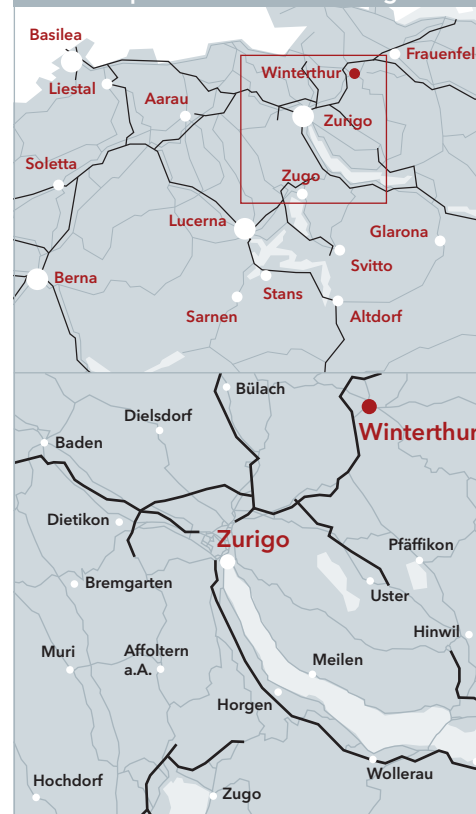 Basilea
Frauenfel
Winterthur
Liestal
Aarau
Zurigo
Soletta
Zugo
Lucerna
Glarona
Svitto
Berna
Stans
Sarnen
Altdorf
Bülach
Dielsdorf
Winterthur
Baden
Dietikon
Zurigo
Pfäffikon
Bremgarten
Uster
Hinwil
Muri
Affoltern
a.A.
Meilen
Horgen
Wollerau
Hochdorf
Zugo